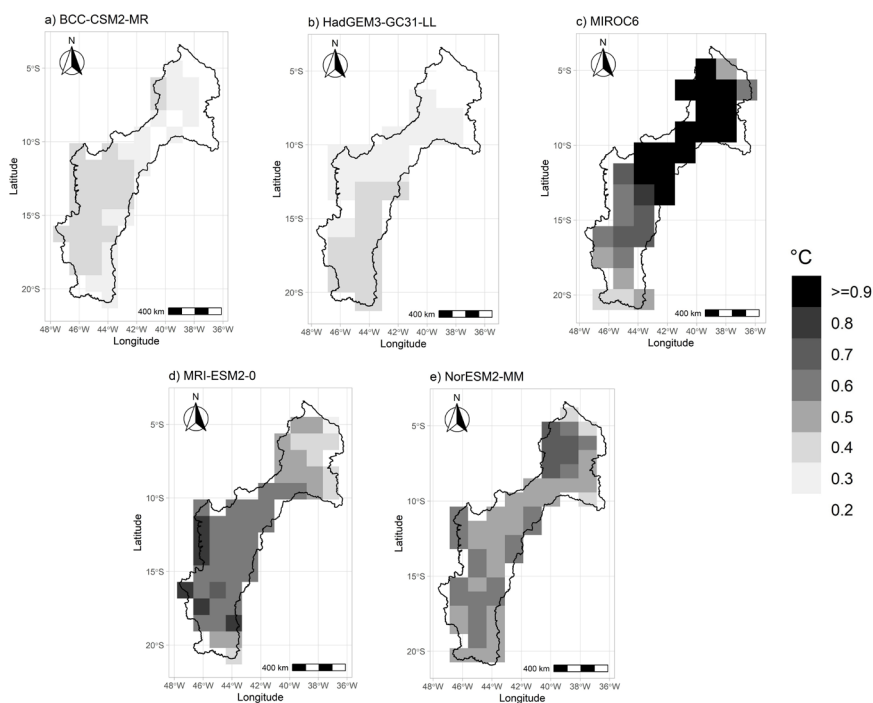 a) BCC-CSM2-MR
b) HadGEM3-GC31-LL
c) MIROC6
N
5°S
10°S
15°S
20°S
Latitude
400 km
48°W 46°W 44°W 42°W 40°W 38°W 36°W
Longitude
N
5°S
10°S
15°S
20°S
Latitude
400 km
48°W 46°W 44°W 42°W 40°W 38°W 36°W
Longitude
N
5°S
10°S
15°S
20°S
Latitude
400 km
48°W 46°W 44°W 42°W 40°W 38°W 36°W
Longitude
°C
>=0.9
0.8
0.7
0.6
0.5
0.4
0.3
0.2
d) MRI-ESM2-0
e) NorESM2-MM
N
5°S
10°S
15°S
20°S
Latitude
400 km
48°W 46°W 44°W 42°W 40°W 38°W 36°W
Longitude
N
5°S
10°S
15°S
20°S
Latitude
400 km
48°W 46°W 44°W 42°W 40°W 38°W 36°W
Longitude